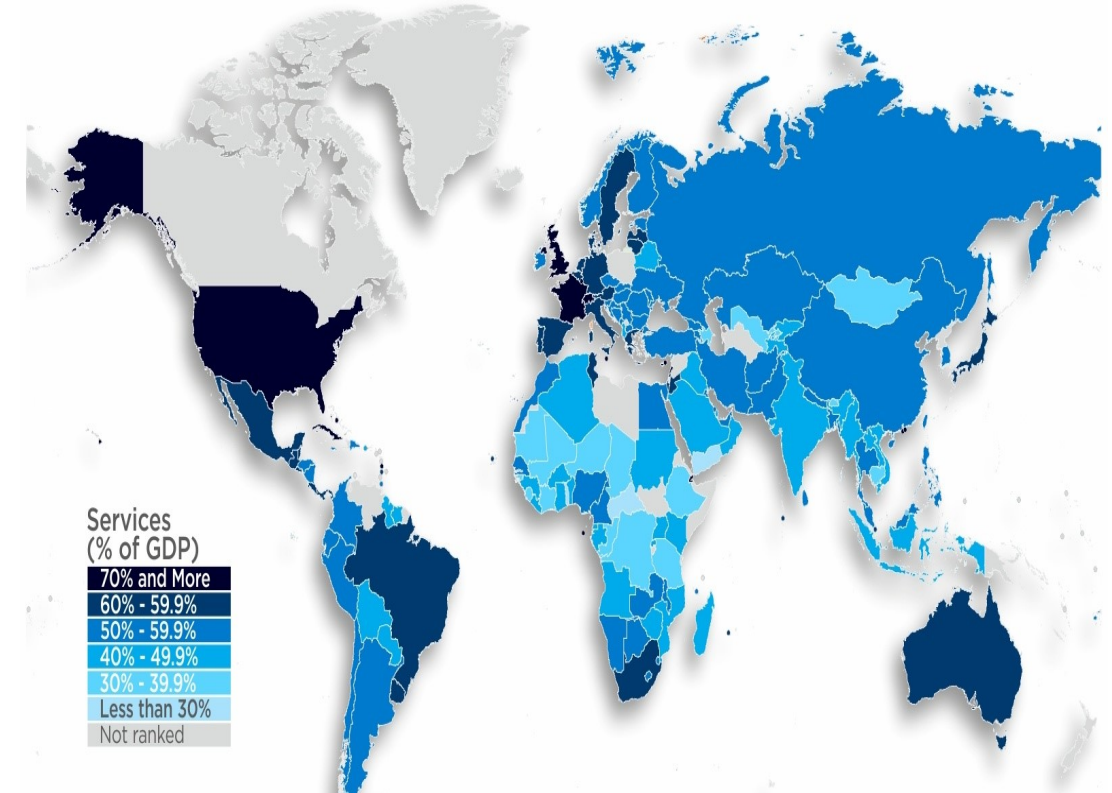 Services
(% of GDP)
70% and More
60% - 59.9%
50% - 59.9%
40% - 49.9%
30% - 39.9%
Less than 30%
Not ranked